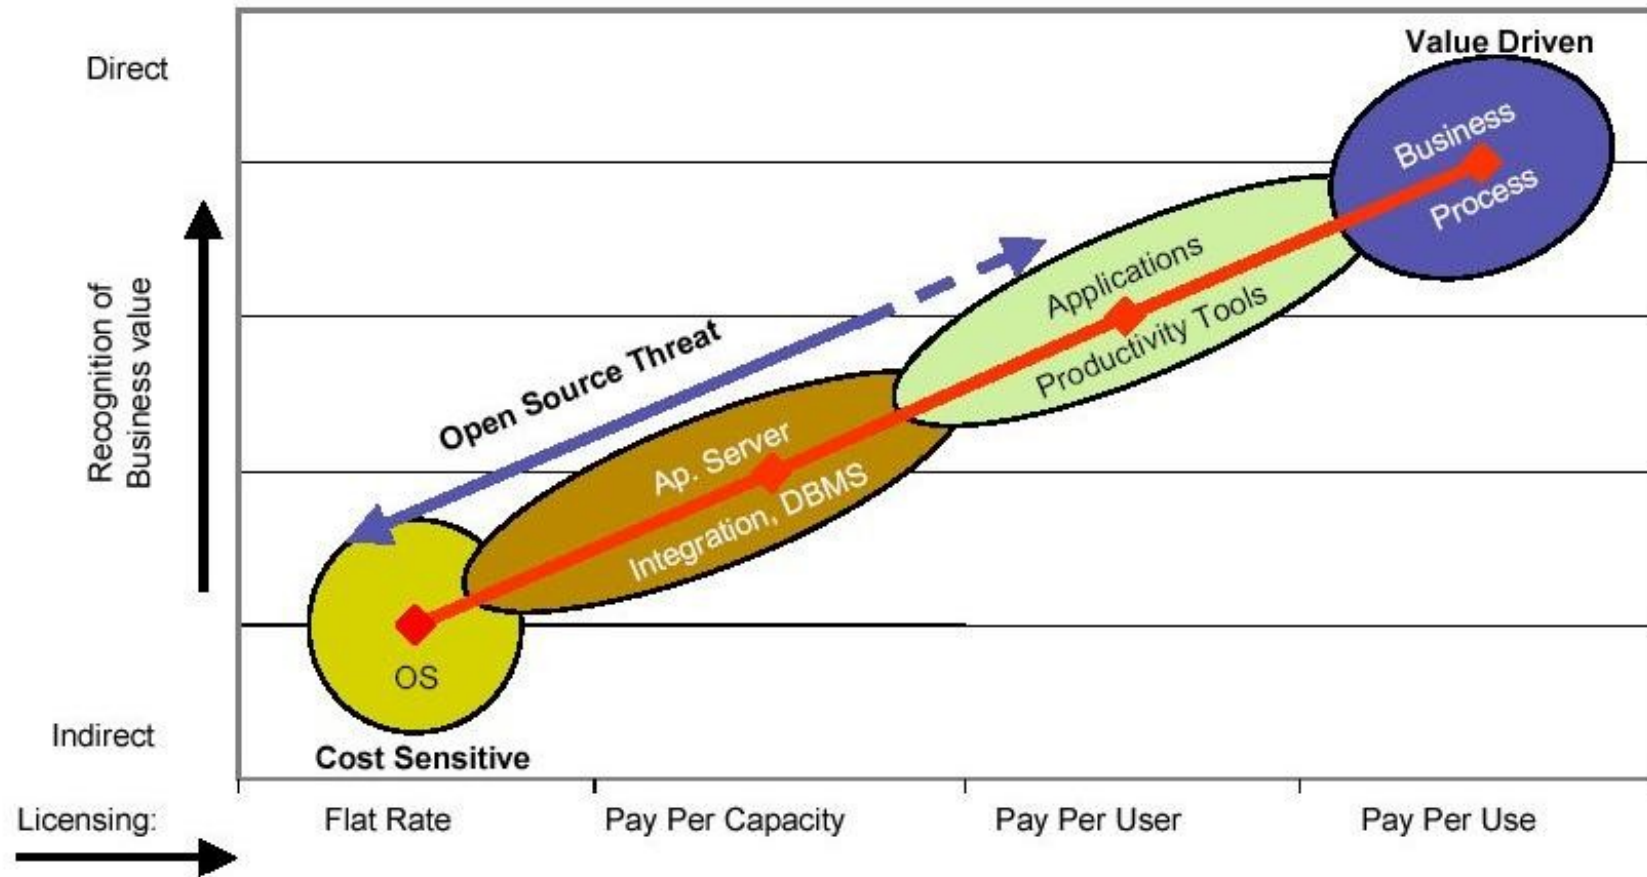 Direct
Value Driven
Business
Process
Applications
Productivity Tools
Open Source Threat
Recognition of
Business value
Ap. Server
Integration, DBMS
OS
Indirect
Cost Sensitive
Licensing:
Flat Rate
Pay Per Capacity
Pay Per User
Pay Per Use